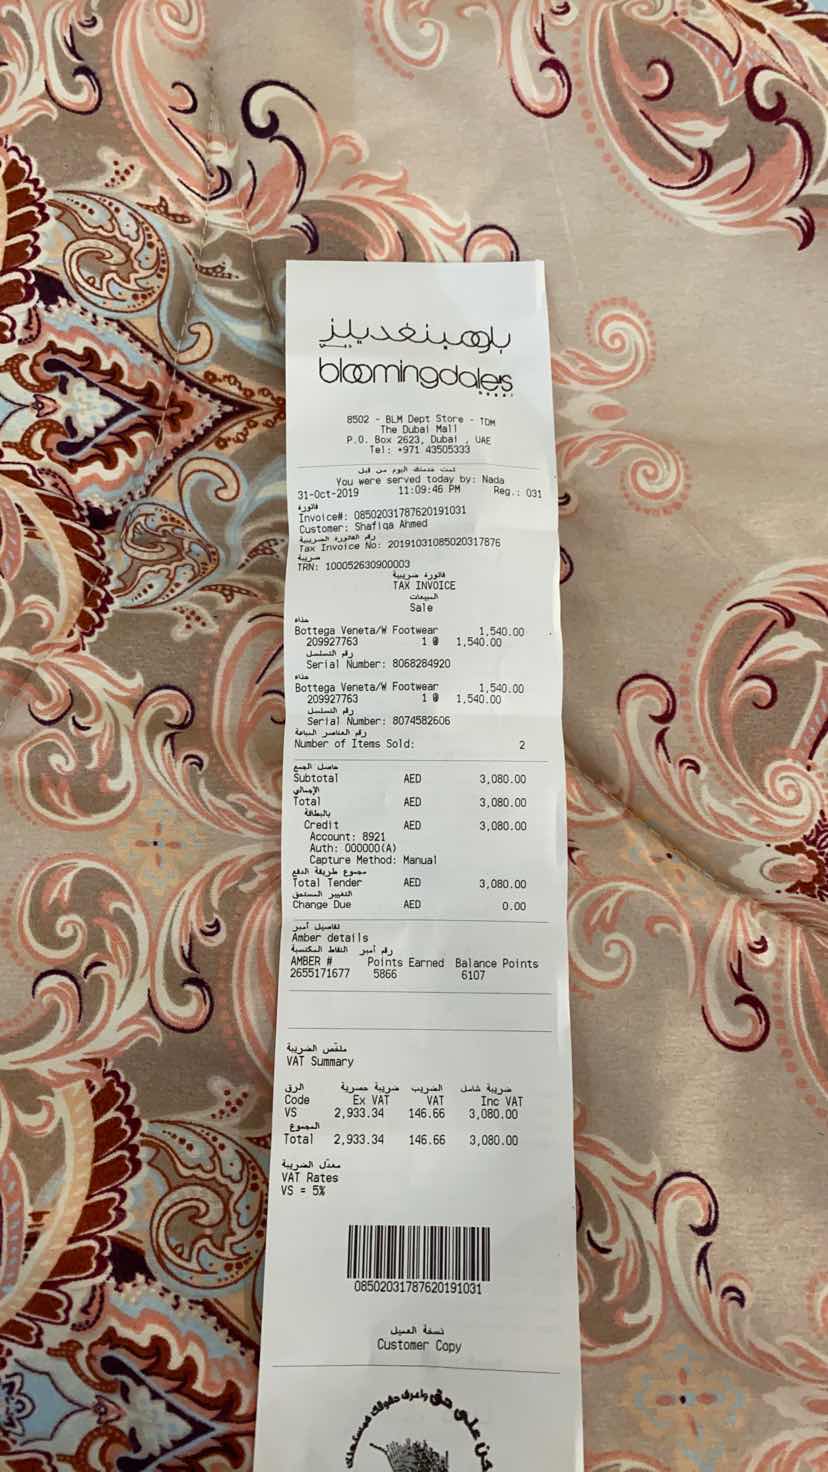 بلومينغديلز
دبي
bloomingdale's
DUBAI
8502 - BLM Dept Store - TDM
The Dubai Mall
P.O. Box 2623, Dubai , UAE
Tel: +971 43505333
تمت خدمتك اليوم من قبل
You were served today by: Nada
31-Oct-2019 11:09:46 PM Reg.: 031
فاتورة
Invoice#: 08502031787620191031
Customer: Shafiqa Ahmed
رقم الفاتورة الضريبية
Tax Invoice No: 20191031085020317876
ضريبة
TRN: 100052630900003
فاتورة ضريبية
TAX INVOICE
المبيعات
Sale
حذاء
Bottega Veneta/W Footwear 1,540.00
209927763 1 @ 1,540.00
رقم التسلسل
Serial Number: 8068284920
حذاء
Bottega Veneta/W Footwear 1,540.00
209927763 1 @ 1,540.00
رقم التسلسل
Serial Number: 8074582606
رقم العناصر المباعة
Number of Items Sold: 2
حاصل الجمع
Subtotal AED 3,080.00
الإجمالي
Total AED 3,080.00
بالبطاقة
Credit AED 3,080.00
Account: 8921
Auth: 000000(A)
Capture Method: Manual
مجموع طريقة الدفع
Total Tender AED 3,080.00
التغيير المستحق
Change Due AED 0.00
تفاصيل أمبر
Amber details
رقم أمبر النقاط المكتسبة
AMBER # Points Earned Balance Points
2655171677 5866 6107
ملخص الضريبة
VAT Summary
الرق ضريبة حصرية الضريب ضريبة شامل
Code Ex VAT VAT Inc VAT
VS 2,933.34 146.66 3,080.00
المجموع
Total 2,933.34 146.66 3,080.00
معدل الضريبة
VAT Rates
VS = 5%
08502031787620191031
نسخة العميل
Customer Copy
كن على حق واعرف حقوقك